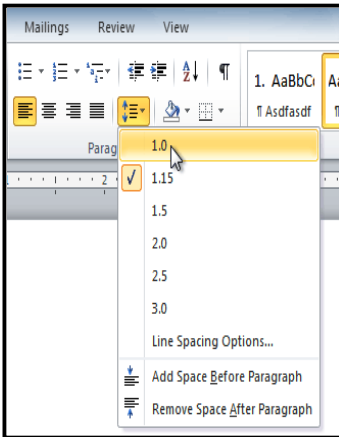 Mailings Review View
1. AaBbC
¶ Asdfasdf
Parag
2
1.0
1.15
1.5
2.0
2.5
3.0
Line Spacing Options...
Add Space Before Paragraph
Remove Space After Paragraph